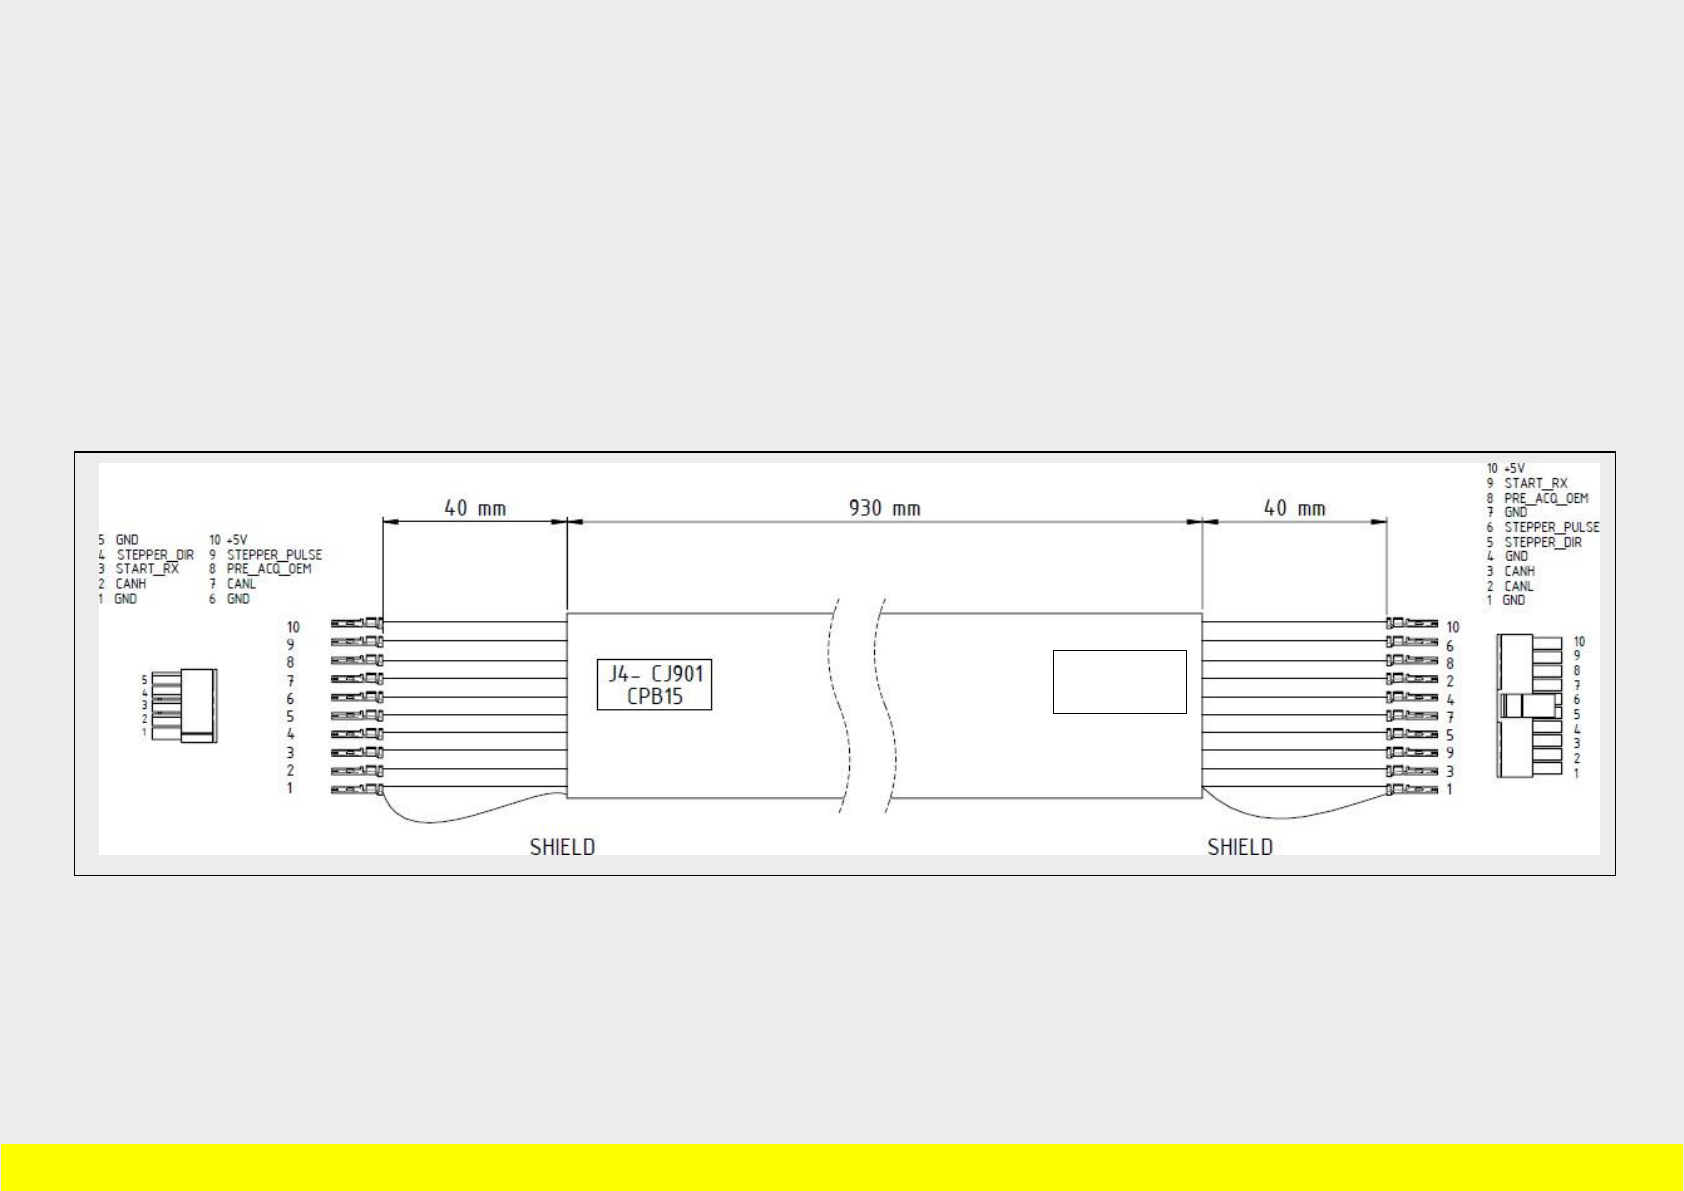 10 +5V
9 START_RX
8 PRE_ACQ_OEM
7 GND
6 STEPPER_PULSE
5 STEPPER_DIR
4 GND
3 CANH
2 CANL
1 GND
40 mm
930 mm
40 mm
5 GND 10 +5V
4 STEPPER_DIR 9 STEPPER_PULSE
3 START_RX 8 PRE_ACQ_OEM
2 CANH 7 CANL
1 GND 6 GND
10
9
8
7
6
5
4
3
2
1
5
4
3
2
1
J4- CJ901
CPB15
10
6
8
2
4
7
5
9
3
1
10
9
8
7
6
5
4
3
2
1
SHIELD
SHIELD